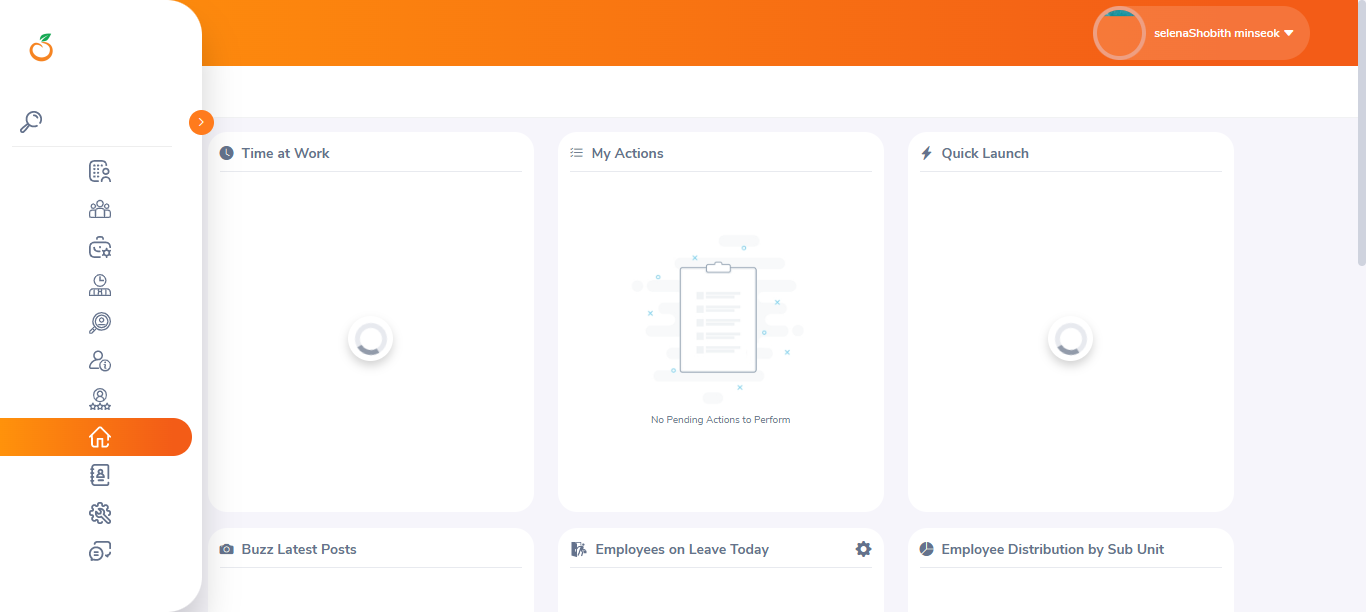 selenaShobith minseok
Time at Work
My Actions
Quick Launch
No Pending Actions to Perform
Buzz Latest Posts
Employees on Leave Today
Employee Distribution by Sub Unit